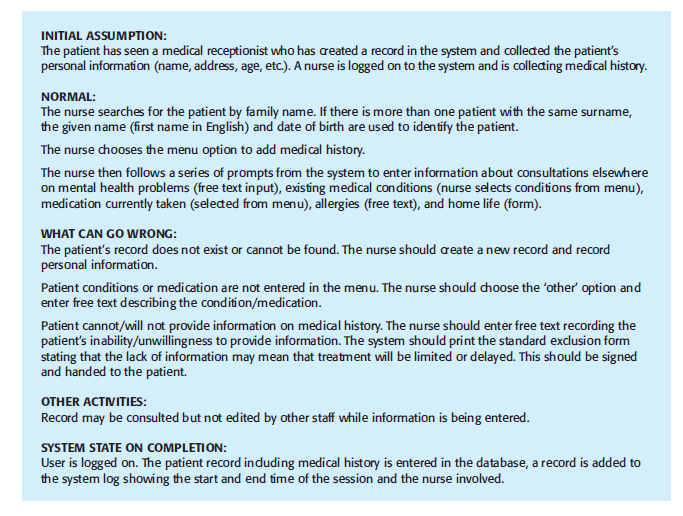 INITIAL ASSUMPTION:
The patient has seen a medical receptionist who has created a record in the system and collected the patient's
personal information (name, address, age, etc.). A nurse is logged on to the system and is collecting medical history.
NORMAL:
The nurse searches for the patient by family name. If there is more than one patient with the same surname,
the given name (first name in English) and date of birth are used to identify the patient.
The nurse chooses the menu option to add medical history.
The nurse then follows a series of prompts from the system to enter information about consultations elsewhere
on mental health problems (free text input), existing medical conditions (nurse selects conditions from menu),
medication currently taken (selected from menu), allergies (free text), and home life (form).
WHAT CAN GO WRONG:
The patient's record does not exist or cannot be found. The nurse should create a new record and record
personal information.
Patient conditions or medication are not entered in the menu. The nurse should choose the 'other' option and
enter free text describing the condition/medication.
Patient cannot/will not provide information on medical history. The nurse should enter free text recording the
patient's inability/unwillingness to provide information. The system should print the standard exclusion form
stating that the lack of information may mean that treatment will be limited or delayed. This should be signed
and handed to the patient.
OTHER ACTIVITIES:
Record may be consulted but not edited by other staff while information is being entered.
SYSTEM STATE ON COMPLETION:
User is logged on. The patient record including medical history is entered in the database, a record is added to
the system log showing the start and end time of the session and the nurse involved.